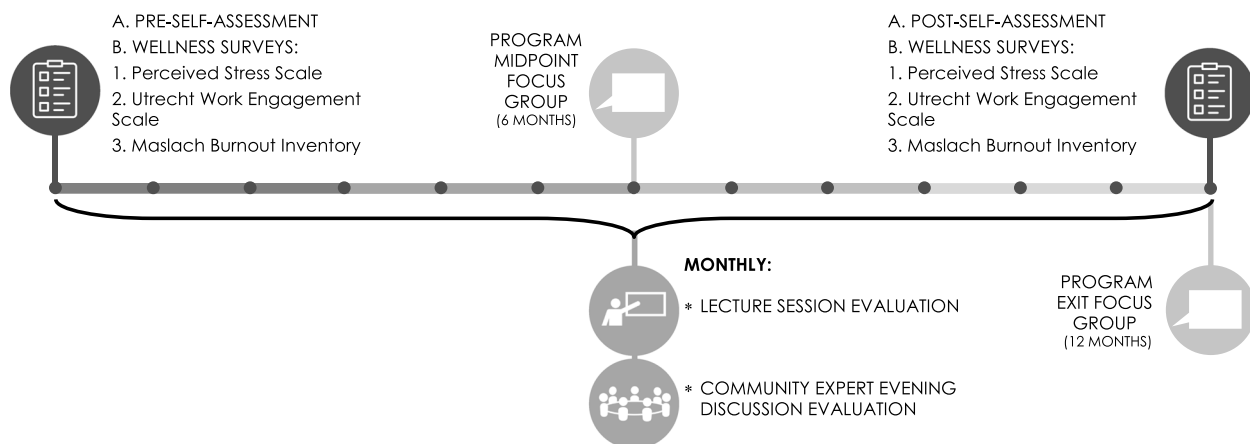 A. PRE-SELF-ASSESSMENT
B. WELLNESS SURVEYS:
1. Perceived Stress Scale
2. Utrecht Work Engagement
Scale
3. Maslach Burnout Inventory
PROGRAM
MIDPOINT
FOCUS
GROUP
(6 MONTHS)
A. POST-SELF-ASSESSMENT
B. WELLNESS SURVEYS:
1. Perceived Stress Scale
2. Utrecht Work Engagement
Scale
3. Maslach Burnout Inventory
MONTHLY:
* LECTURE SESSION EVALUATION
* COMMUNITY EXPERT EVENING
DISCUSSION EVALUATION
PROGRAM
EXIT FOCUS
GROUP
(12 MONTHS)